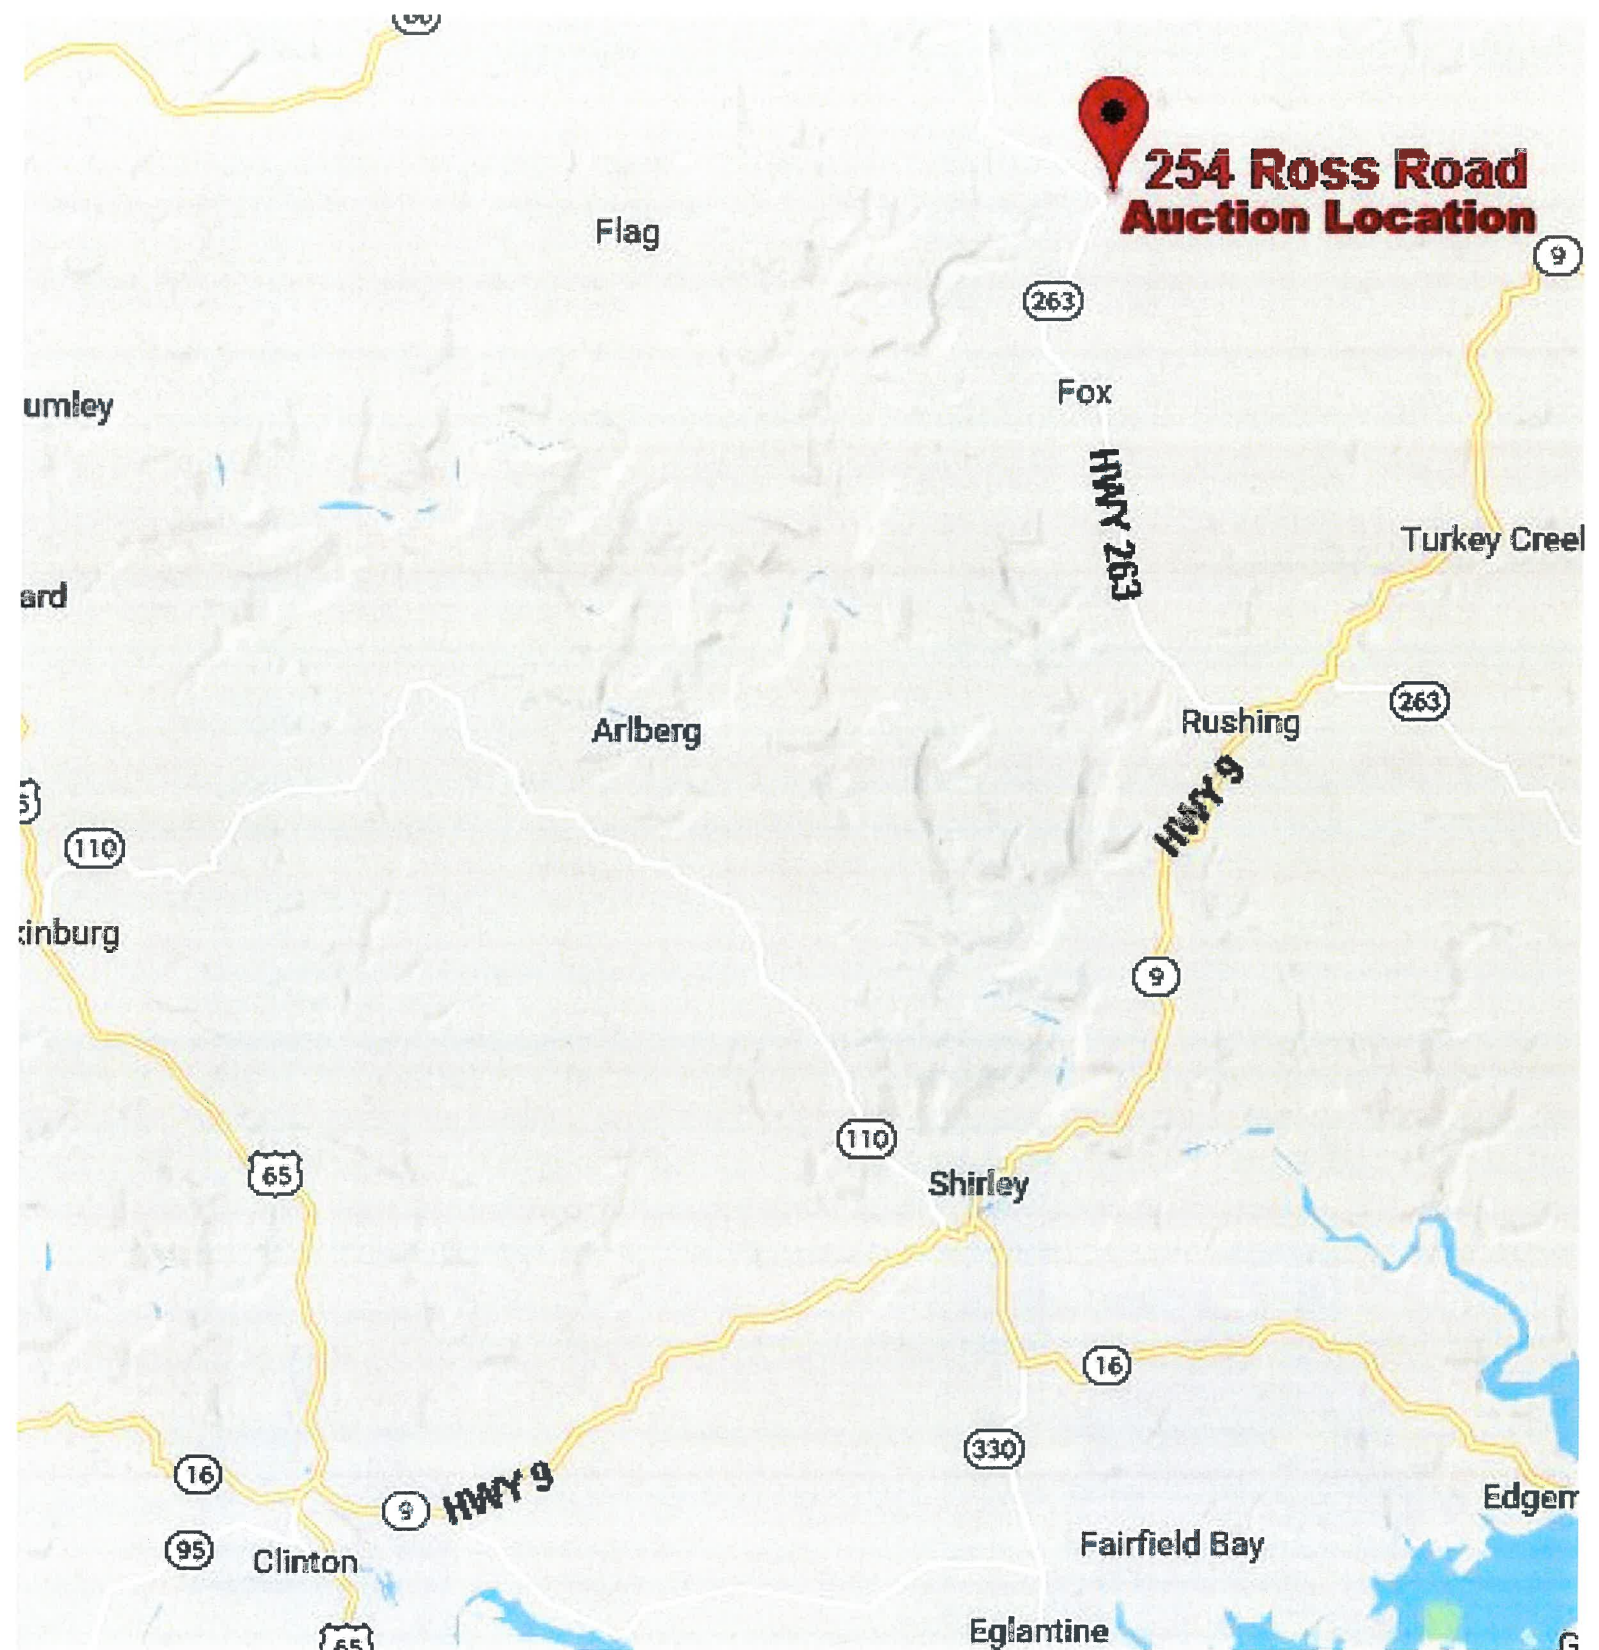 254 Ross Road
Auction Location
Flag
9
263
Fox
umley
HWY 263
Turkey Creel
ard
263
Rushing
Arlberg
HWY 9
110
inburg
9
110
65
Shirley
16
330
16
9
HWY 9
Edgem
95
Clinton
Fairfield Bay
Eglantine
65